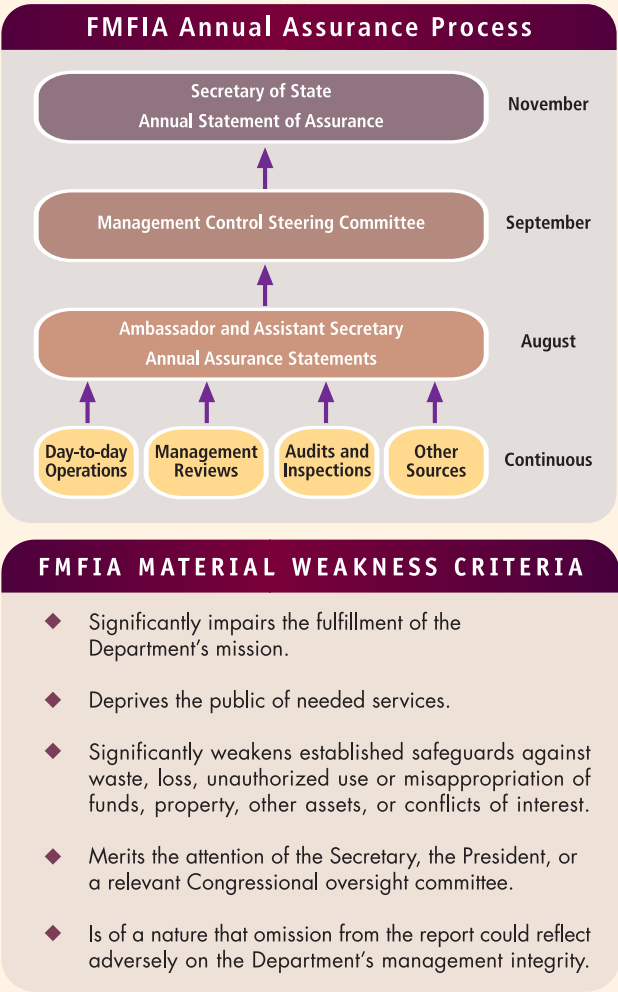 FMFIA Annual Assurance Process
Secretary of State
Annual Statement of Assurance
November
Management Control Steering Committee
September
Ambassador and Assistant Secretary
Annual Assurance Statements
August
Day-to-day
Operations
Management
Reviews
Audits and
Inspections
Other
Sources
Continuous
FMFIA MATERIAL WEAKNESS CRITERIA
◆ Significantly impairs the fulfillment of the
Department's mission.
◆ Deprives the public of needed services.
◆ Significantly weakens established safeguards against
waste, loss, unauthorized use or misappropriation of
funds, property, other assets, or conflicts of interest.
◆ Merits the attention of the Secretary, the President, or
a relevant Congressional oversight committee.
◆ Is of a nature that omission from the report could reflect
adversely on the Department's management integrity.